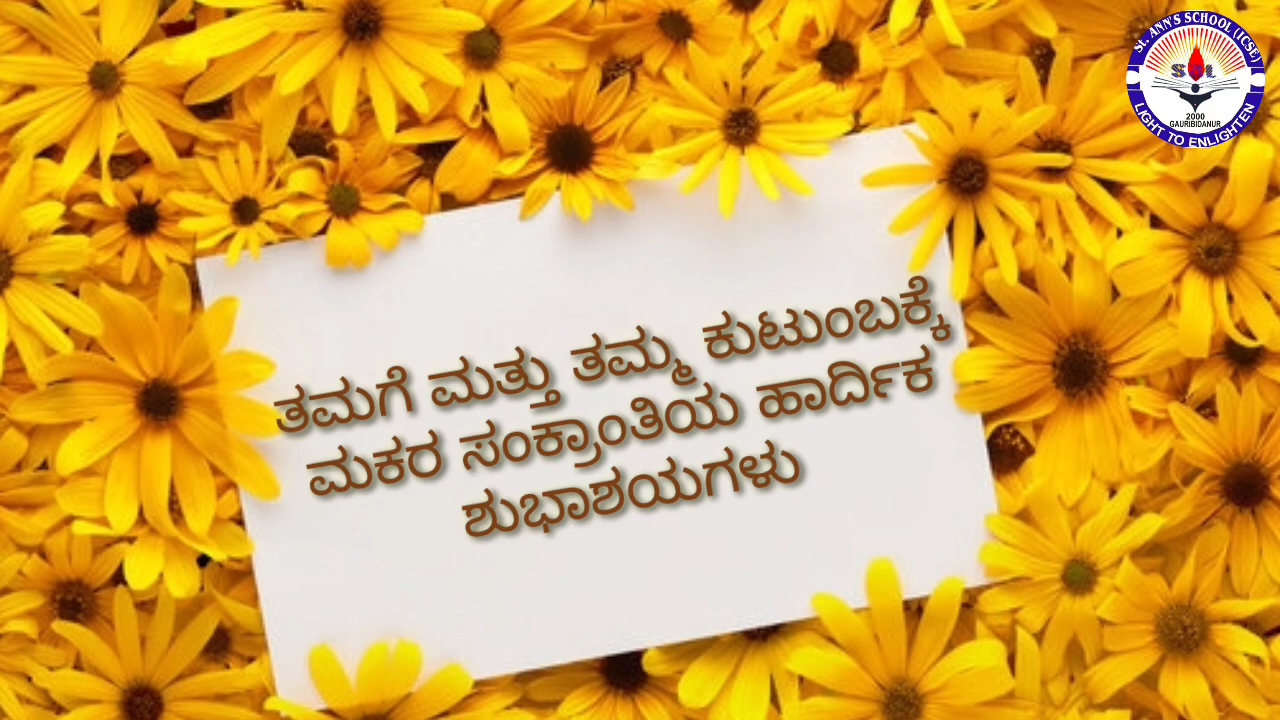 St. ANN'S SCHOOL (ICSE)
2000
GAURIBIDANUR
LIGHT TO ENLIGHTEN
ತಮಗೆ ಮತ್ತು ತಮ್ಮ ಕುಟುಂಬಕ್ಕೆ
ಮಕರ ಸಂಕ್ರಾಂತಿಯ ಹಾರ್ದಿಕ
ಶುಭಾಶಯಗಳು